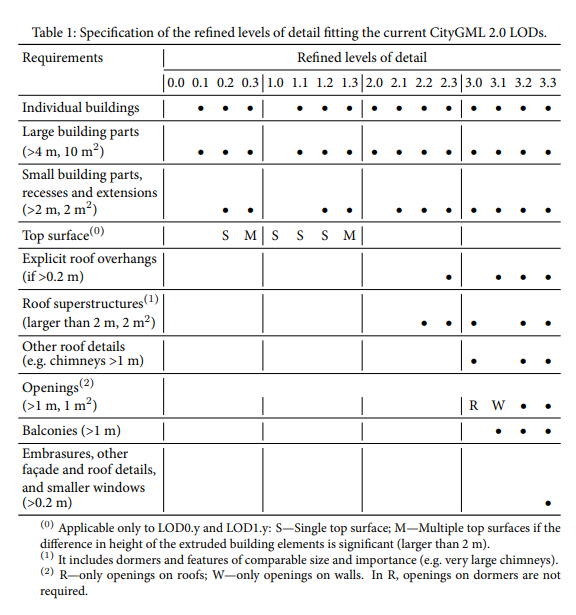 Table 1: Specification of the refined levels of detail fitting the current CityGML 2.0 LODs.
Requirements Refined levels of detail
0.0 0.1 0.2 0.3 1.0 1.1 1.2 1.3 2.0 2.1 2.2 2.3 3.0 3.1 3.2 3.3
Individual buildings • • • • • • • • • • • • • •
Large building parts
(>4 m, 10 m²) • • • • • • • • • • • • • •
Small building parts,
recesses and extensions
(>2 m, 2 m²) • • • • • • • • • • •
Top surface⁽⁰⁾ S M S S S M
Explicit roof overhangs
(if >0.2 m) • • • •
Roof superstructures⁽¹⁾
(larger than 2 m, 2 m²) • • • • •
Other roof details
(e.g. chimneys >1 m) • • •
Openings⁽²⁾
(>1 m, 1 m²) R W • •
Balconies (>1 m) • • •
Embrasures, other
façade and roof details,
and smaller windows
(>0.2 m) •
⁽⁰⁾ Applicable only to LOD0.y and LOD1.y: S—Single top surface; M—Multiple top surfaces if the
difference in height of the extruded building elements is significant (larger than 2 m).
⁽¹⁾ It includes dormers and features of comparable size and importance (e.g. very large chimneys).
⁽²⁾ R—only openings on roofs; W—only openings on walls. In R, openings on dormers are not
required.